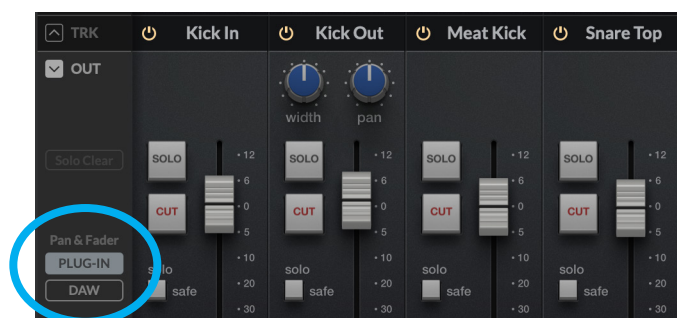 TRK Kick In Kick Out Meat Kick Snare Top
OUT
width pan
Solo Clear SOLO 12 SOLO 12 SOLO 12 SOLO 12
6 6 6 6
CUT 0 CUT 0 CUT 0 CUT 0
Pan & Fader 5 5 5 5
PLUG-IN 10 10 10 10
solo solo solo solo
DAW safe 20 safe 20 safe 20 safe 20
30 30 30 30